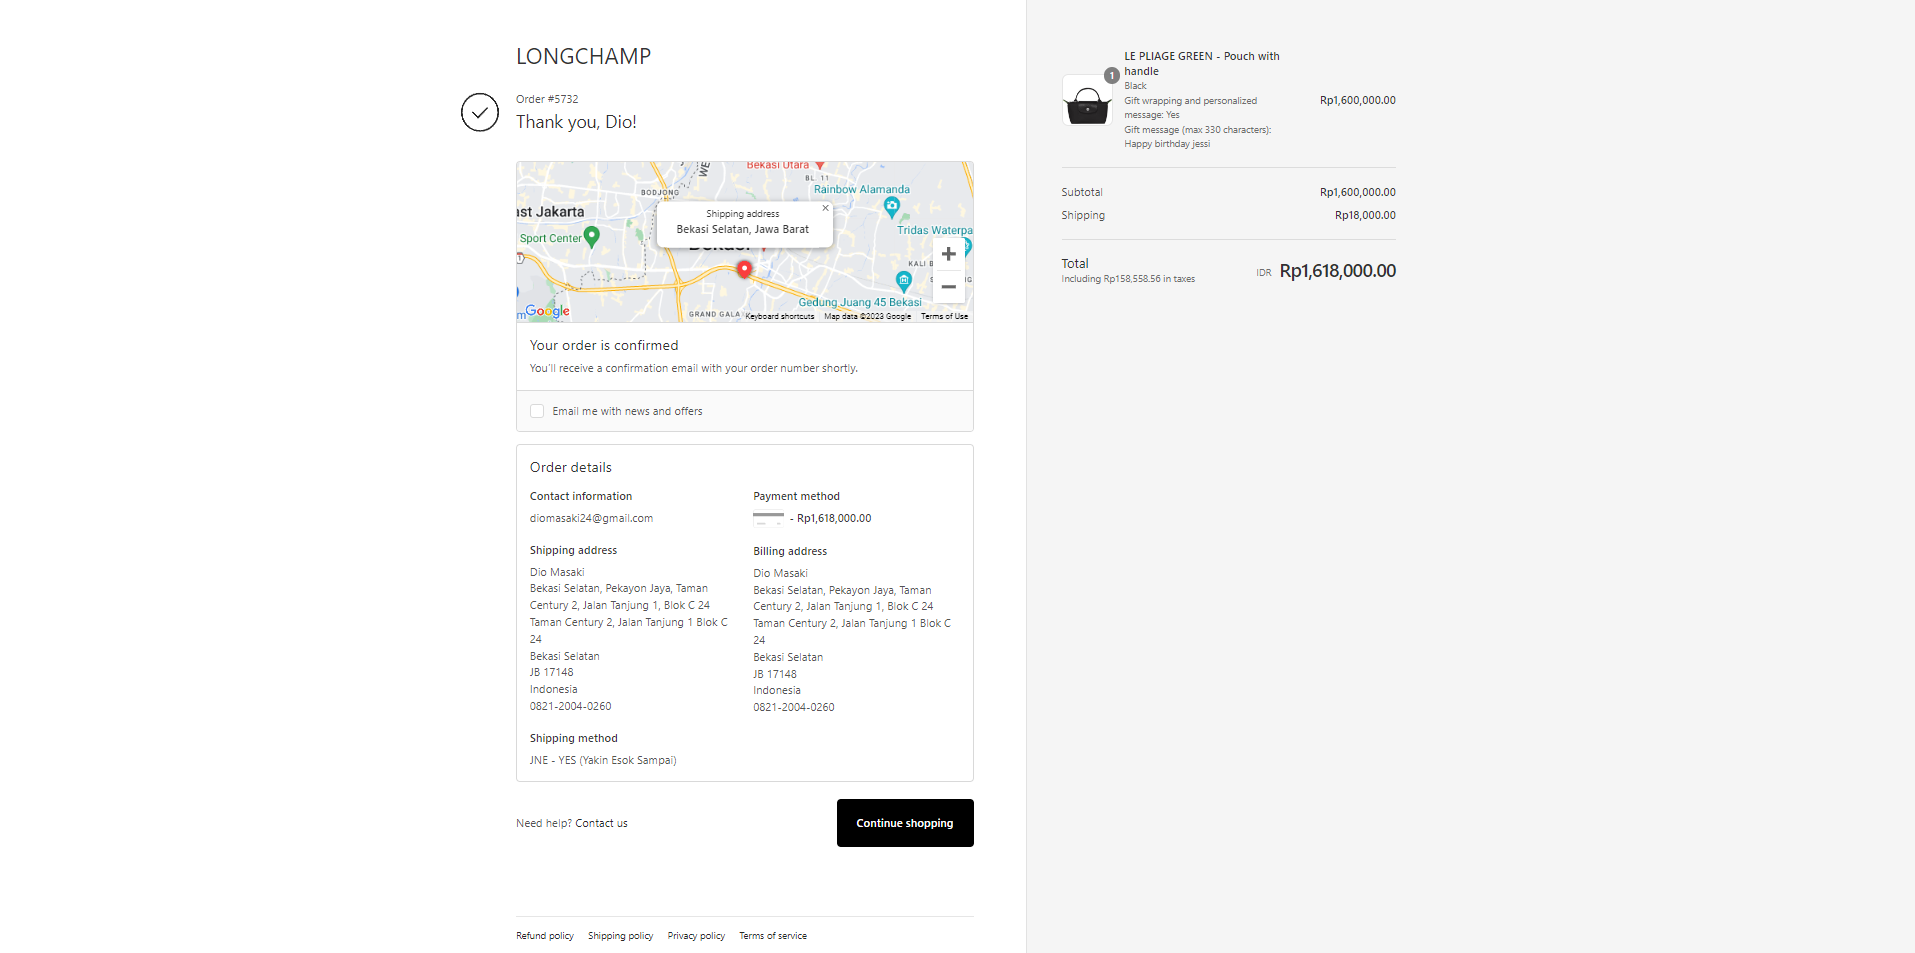 LONGCHAMP
Order #5732
Thank you, Dio!
Bekasi Utara
BODJONG
BL. 11
Rainbow Alamanda
ast Jakarta
Shipping address
Bekasi Selatan, Jawa Barat
Sport Center
Tridas Waterpa
KALI B
Gedung Juang 45 Bekasi
GRAND GALA
Google
Keyboard shortcuts
Map data ©2023 Google
Terms of Use
Your order is confirmed
You'll receive a confirmation email with your order number shortly.
Email me with news and offers
Order details
Contact information
diomasaki24@gmail.com
Payment method
- Rp1,618,000.00
Shipping address
Dio Masaki
Bekasi Selatan, Pekayon Jaya, Taman
Century 2, Jalan Tanjung 1, Blok C 24
Taman Century 2, Jalan Tanjung 1 Blok C
24
Bekasi Selatan
JB 17148
Indonesia
0821-2004-0260
Billing address
Dio Masaki
Bekasi Selatan, Pekayon Jaya, Taman
Century 2, Jalan Tanjung 1, Blok C 24
Taman Century 2, Jalan Tanjung 1 Blok C
24
Bekasi Selatan
JB 17148
Indonesia
0821-2004-0260
Shipping method
JNE - YES (Yakin Esok Sampai)
Need help? Contact us
Continue shopping
Refund policy
Shipping policy
Privacy policy
Terms of service
1
LE PLIAGE GREEN - Pouch with
handle
Black
Gift wrapping and personalized
message: Yes
Gift message (max 330 characters):
Happy birthday jessi
Rp1,600,000.00
Subtotal
Rp1,600,000.00
Shipping
Rp18,000.00
Total
Including Rp158,558.56 in taxes
IDR Rp1,618,000.00